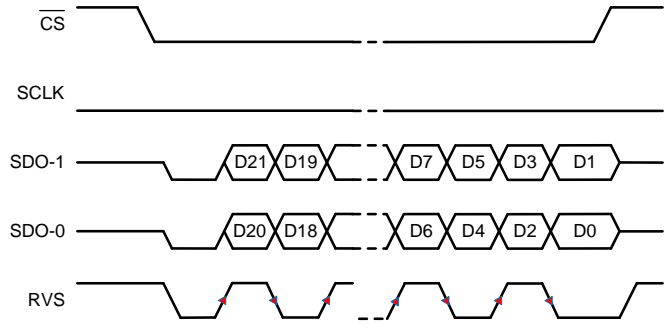 CS
SCLK
SDO-1 D21 D19 D7 D5 D3 D1
SDO-0 D20 D18 D6 D4 D2 D0
RVS